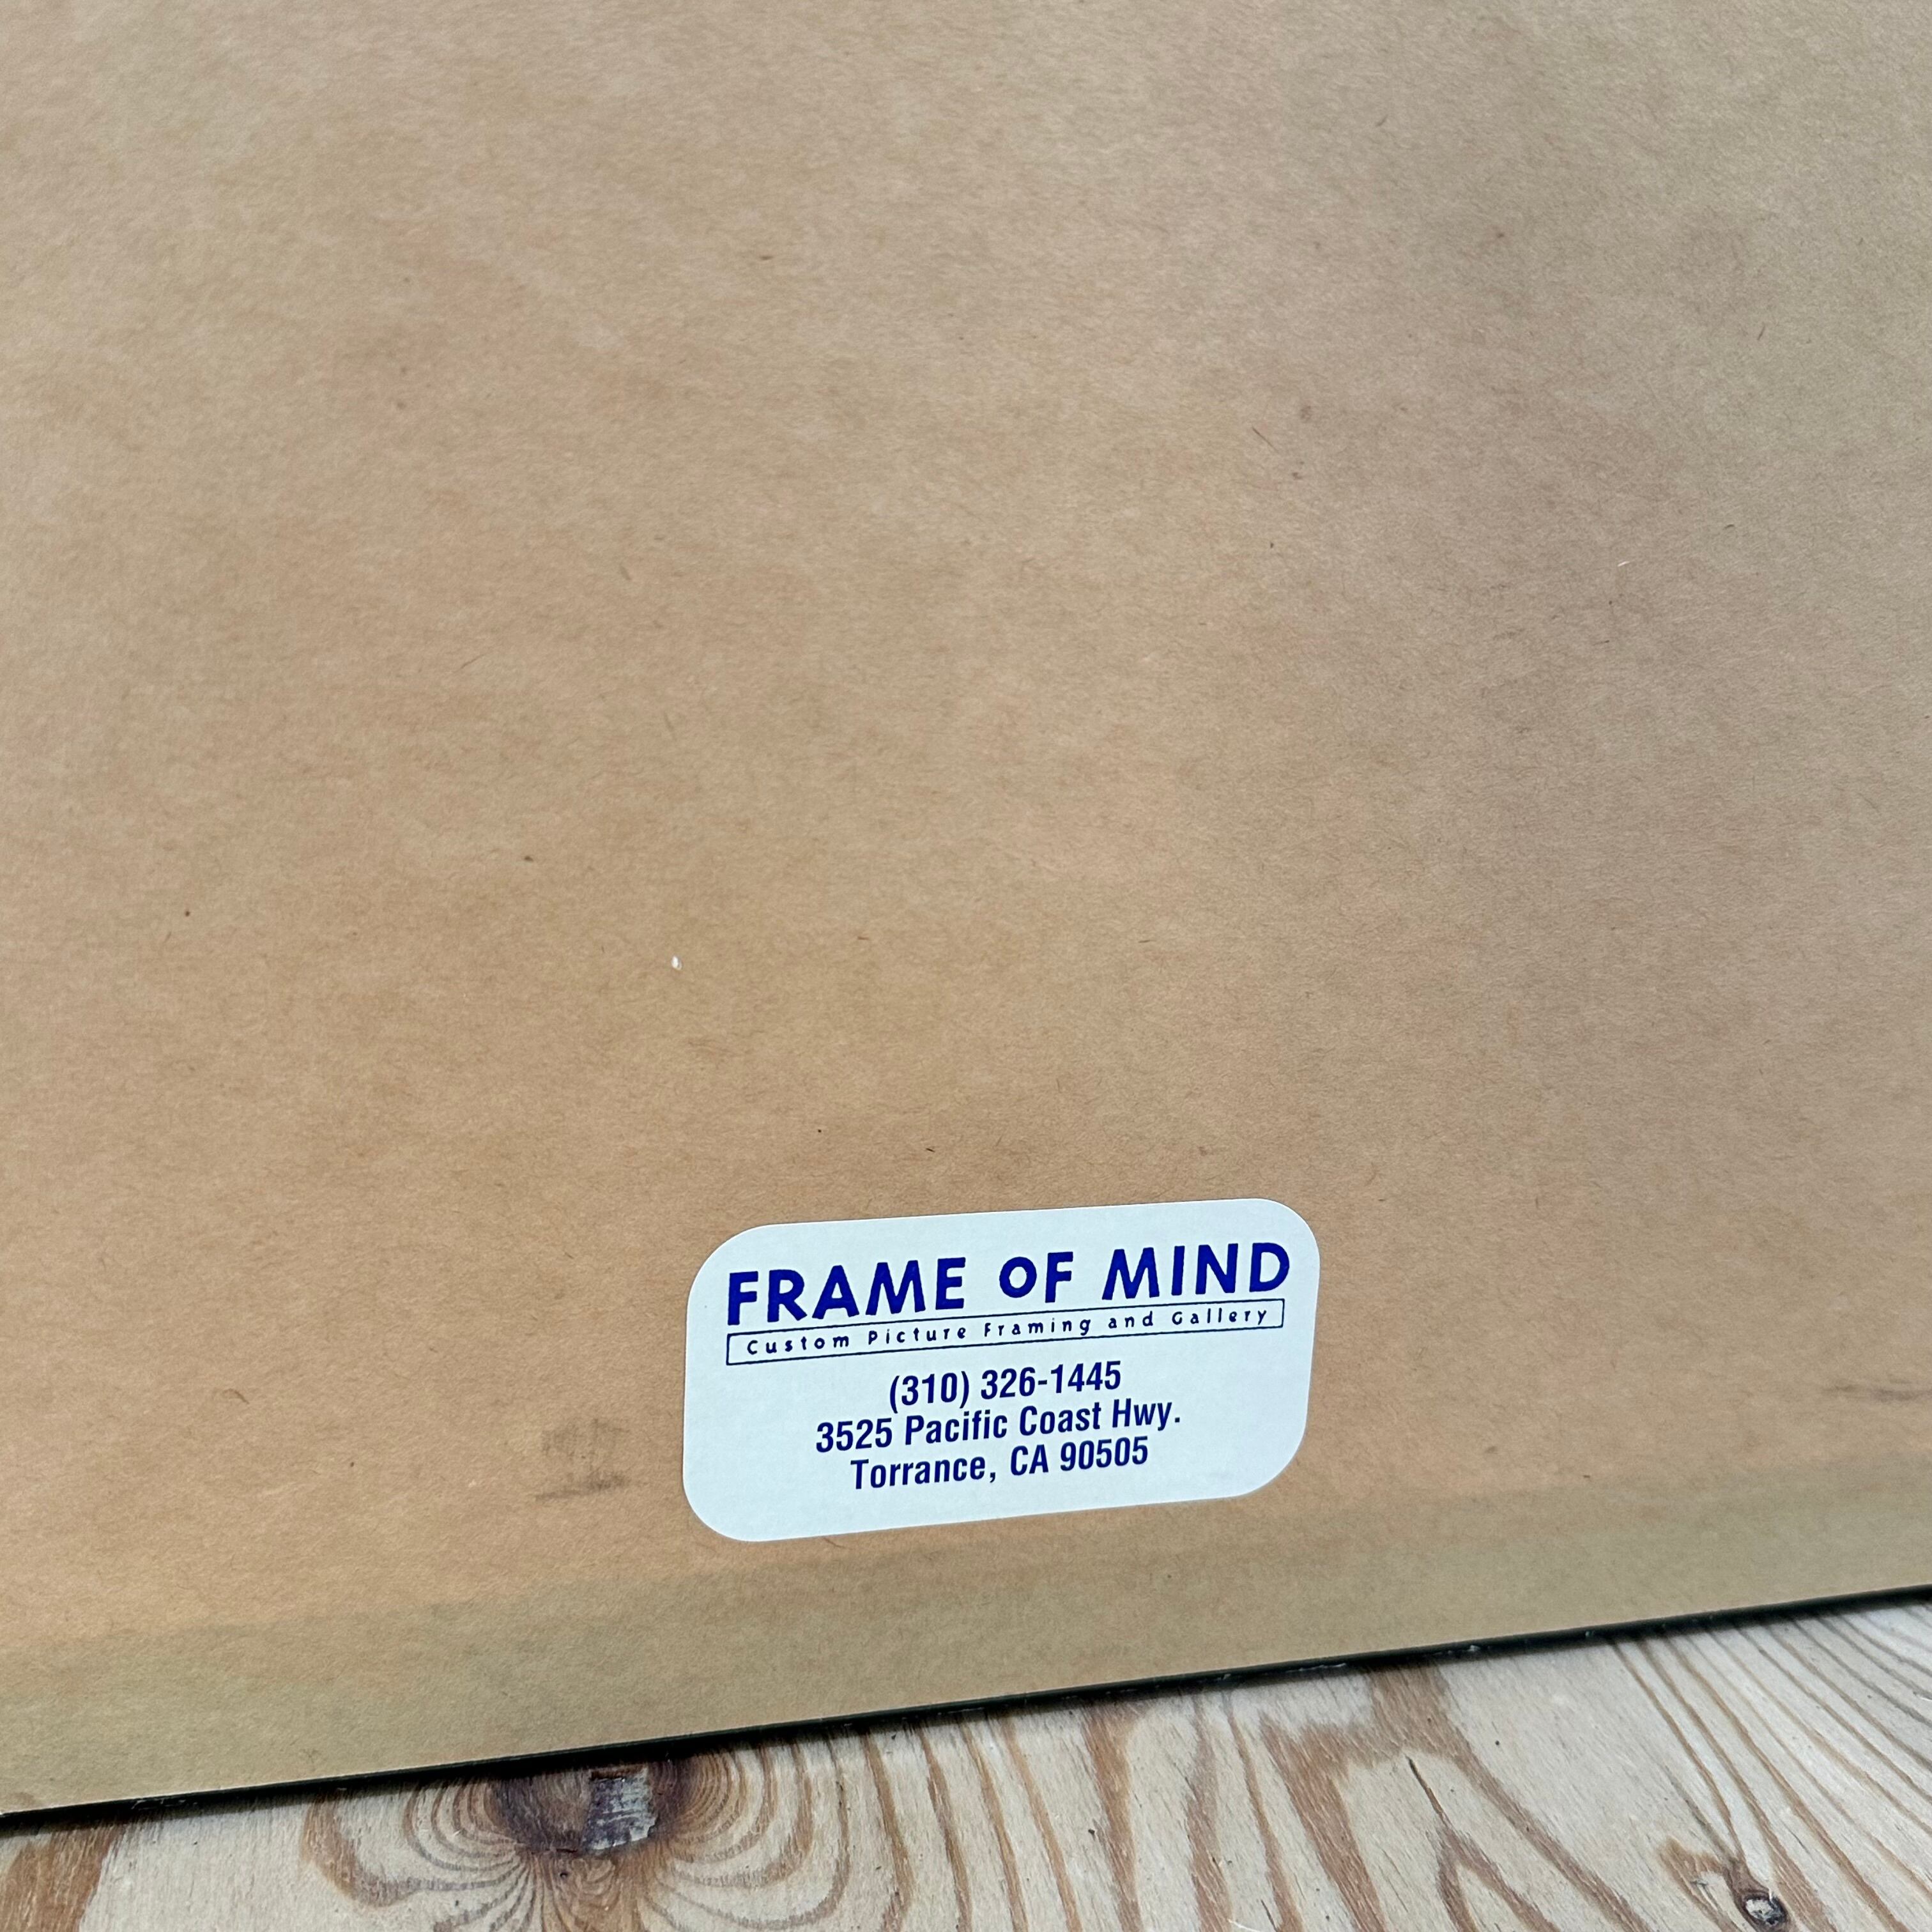 FRAME OF MIND
Custom Picture Framing and Gallery
(310) 326-1445
3525 Pacific Coast Hwy.
Torrance, CA 90505